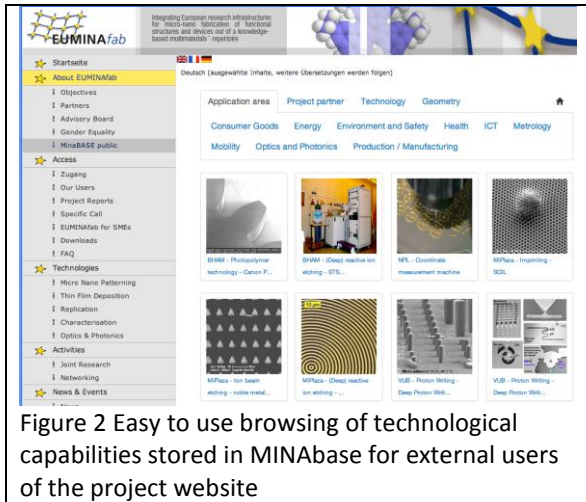 EUMINAfab
Integrating European research infrastructures
for micro-nano fabrication of functional
structures and devices out of a knowledge-
based multimaterials' repertoire
Startseite
About EUMINAfab
Objectives
Partners
Advisory Board
Gender Equality
MinaBASE public
Access
Zugang
Our Users
Project Reports
Specific Call
EUMINAfab for SMEs
Downloads
FAQ
Technologies
Micro Nano Patterning
Thin Film Deposition
Replication
Characterisation
Optics & Photonics
Activities
Joint Research
Networking
News & Events
Deutsch (ausgewählte Inhalte, weitere Übersetzungen werden folgen)
Application area Project partner Technology Geometry
Consumer Goods Energy Environment and Safety Health ICT Metrology
Mobility Optics and Photonics Production / Manufacturing
BHAM - Photopolymer
technology - Canon P...
BHAM - (Deep) reactive ion
etching - STS...
NPL - Coordinate
measurement machine
MiPlaza - Imprinting -
SOIL
MiPlaza - Ion beam
etching - noble metal...
10 µm
MiPlaza - (Deep) reactive
ion etching - ...
VUB - Proton Writing -
Deep Proton Writi...
VUB - Proton Writing -
Deep Proton Writi...
Figure 2 Easy to use browsing of technological
capabilities stored in MINAbase for external users
of the project website